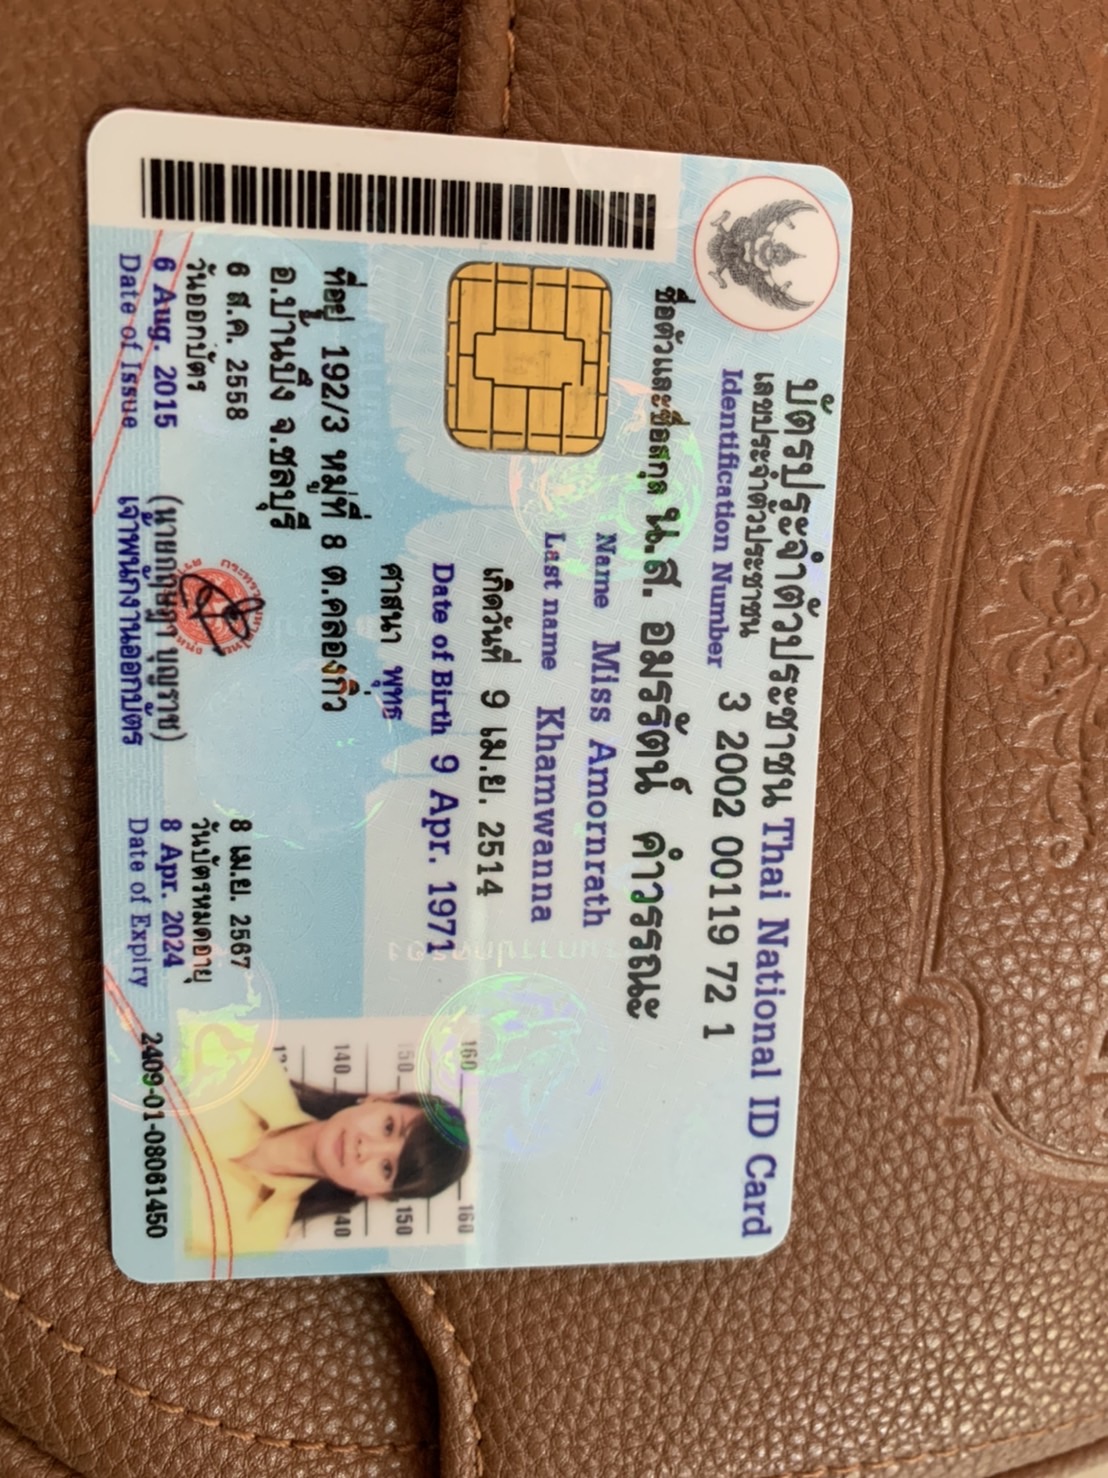 บัตรประจำตัวประชาชน Thai National ID Card
เลขประจำตัวประชาชน
Identification Number 3 2002 00119 72 1
ชื่อตัวและชื่อสกุล น.ส. อมรรัตน์ คำวรรณะ
Name Miss Amornrath
Last name Khamwanna
เกิดวันที่ 9 เม.ย. 2514
Date of Birth 9 Apr. 1971
ศาสนา พุทธ
ที่อยู่ 192/3 หมู่ที่ 8 ต.คลองกิ่ว
อ.บ้านบึง จ.ชลบุรี
6 ส.ค. 2558
วันออกบัตร
6 Aug. 2015
Date of Issue
บุญราช)
เจ้าพนักงานออกบัตร
8 เม.ย. 2567
วันบัตรหมดอายุ
8 Apr. 2024
Date of Expiry
160 160
150 150
140 40
2409-01-08061450